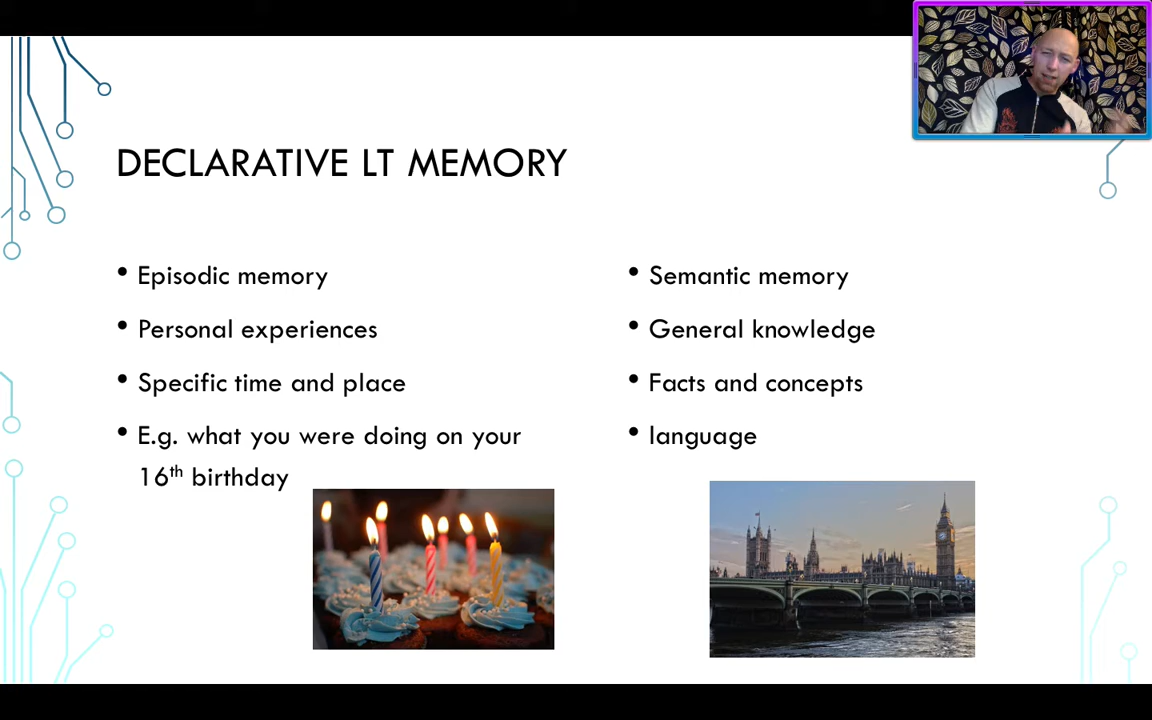 DECLARATIVE LT MEMORY
• Episodic memory
• Personal experiences
• Specific time and place
• E.g. what you were doing on your
16th birthday
• Semantic memory
• General knowledge
• Facts and concepts
• language